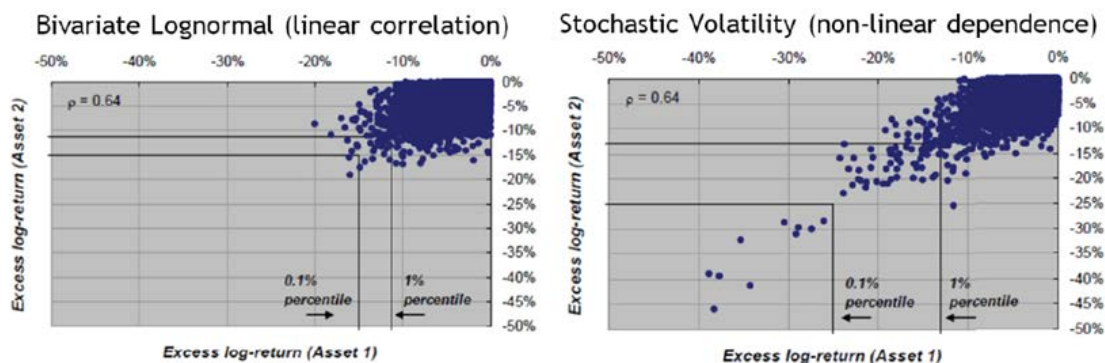 Bivariate Lognormal (linear correlation)
-50% -40% -30% -20% -10% 0%
ρ = 0.64
0%
-5%
-10%
-15%
-20%
-25%
-30%
-35%
-40%
-45%
-50%
Excess log-return (Asset 2)
0.1%
percentile
1%
percentile
Excess log-return (Asset 1)
Stochastic Volatility (non-linear dependence)
-50% -40% -30% -20% -10% 0%
ρ = 0.64
0%
-5%
-10%
-15%
-20%
-25%
-30%
-35%
-40%
-45%
-50%
Excess log-return (Asset 2)
0.1%
percentile
1%
percentile
Excess log-return (Asset 1)